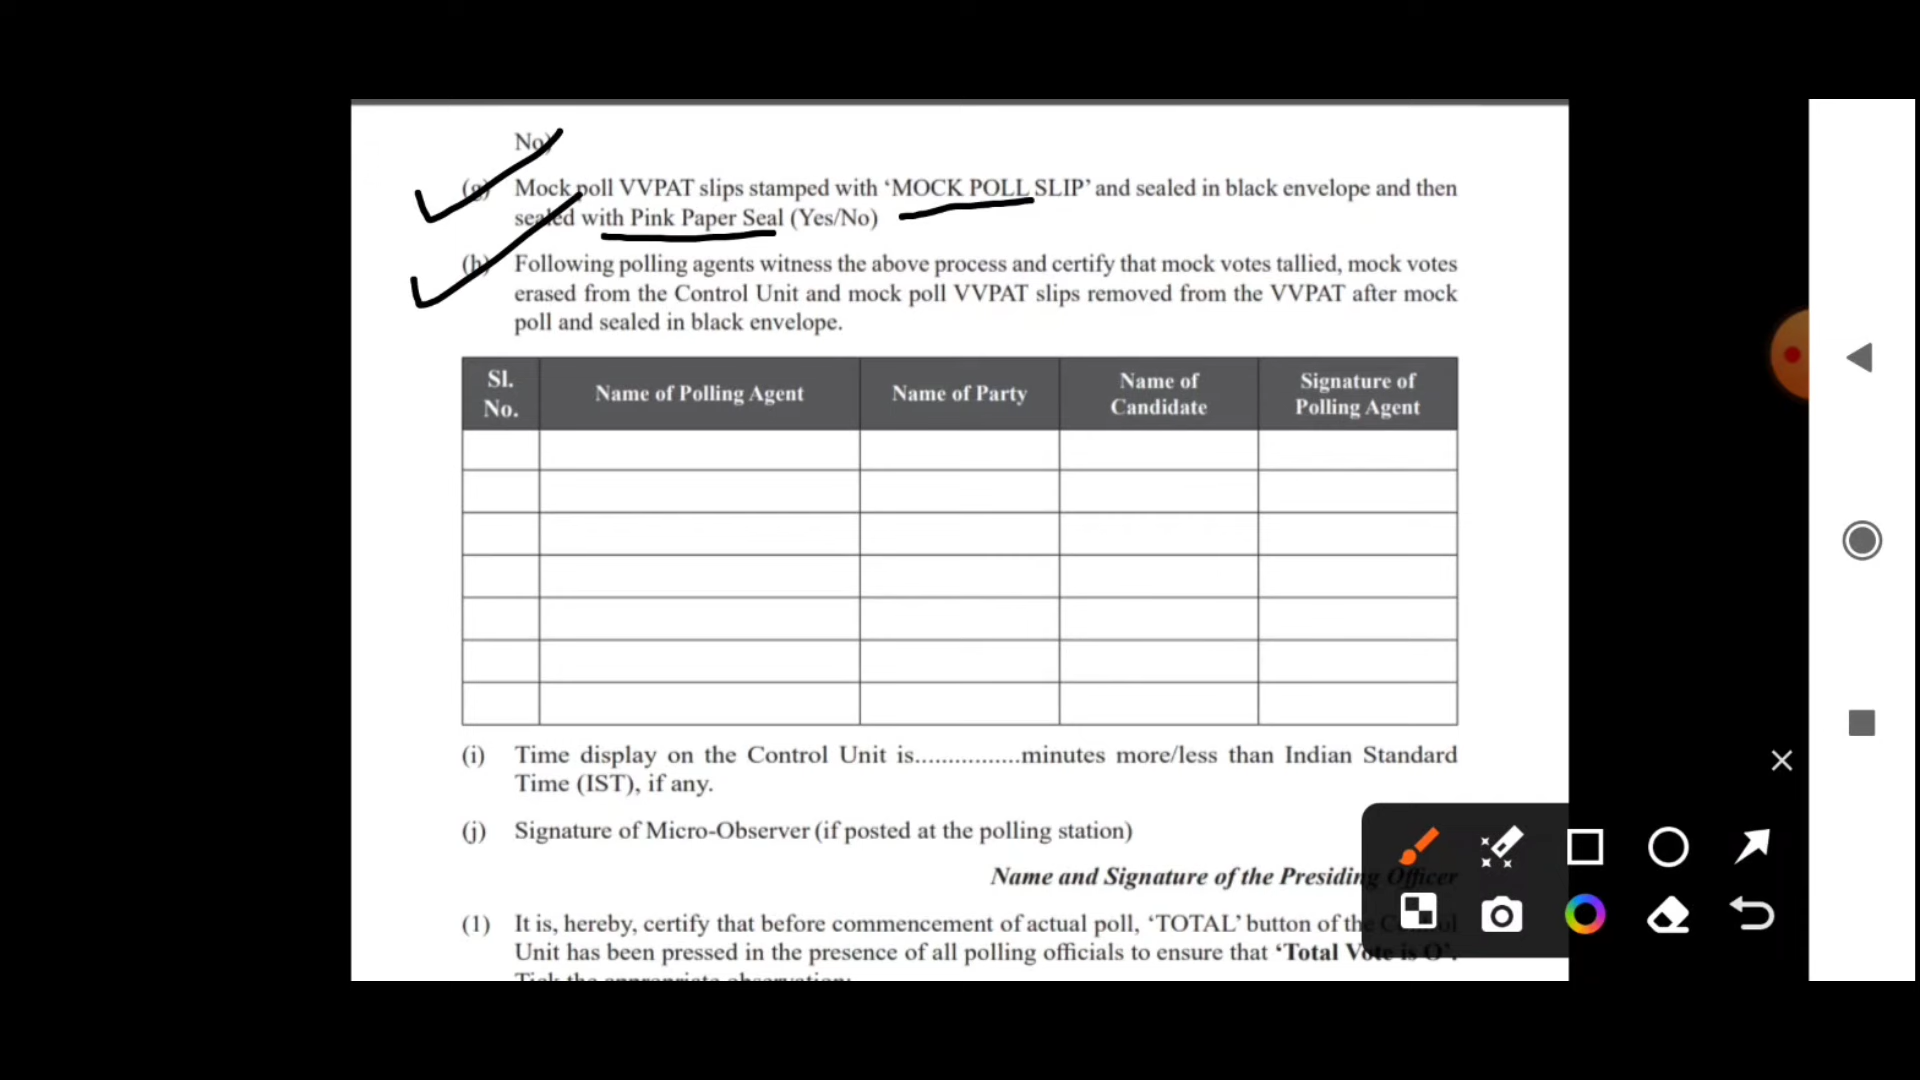 No)
(g) Mock poll VVPAT slips stamped with ‘MOCK POLL SLIP’ and sealed in black envelope and then
sealed with Pink Paper Seal (Yes/No)
(h) Following polling agents witness the above process and certify that mock votes tallied, mock votes
erased from the Control Unit and mock poll VVPAT slips removed from the VVPAT after mock
poll and sealed in black envelope.
Sl. No. Name of Polling Agent Name of Party Name of Candidate Signature of Polling Agent
(i) Time display on the Control Unit is................minutes more/less than Indian Standard
Time (IST), if any.
(j) Signature of Micro-Observer (if posted at the polling station)
Name and Signature of the Presiding Officer
(1) It is, hereby, certify that before commencement of actual poll, ‘TOTAL’ button of the Control
Unit has been pressed in the presence of all polling officials to ensure that ‘Total Vote is O’.
Tick the appropriate observation: